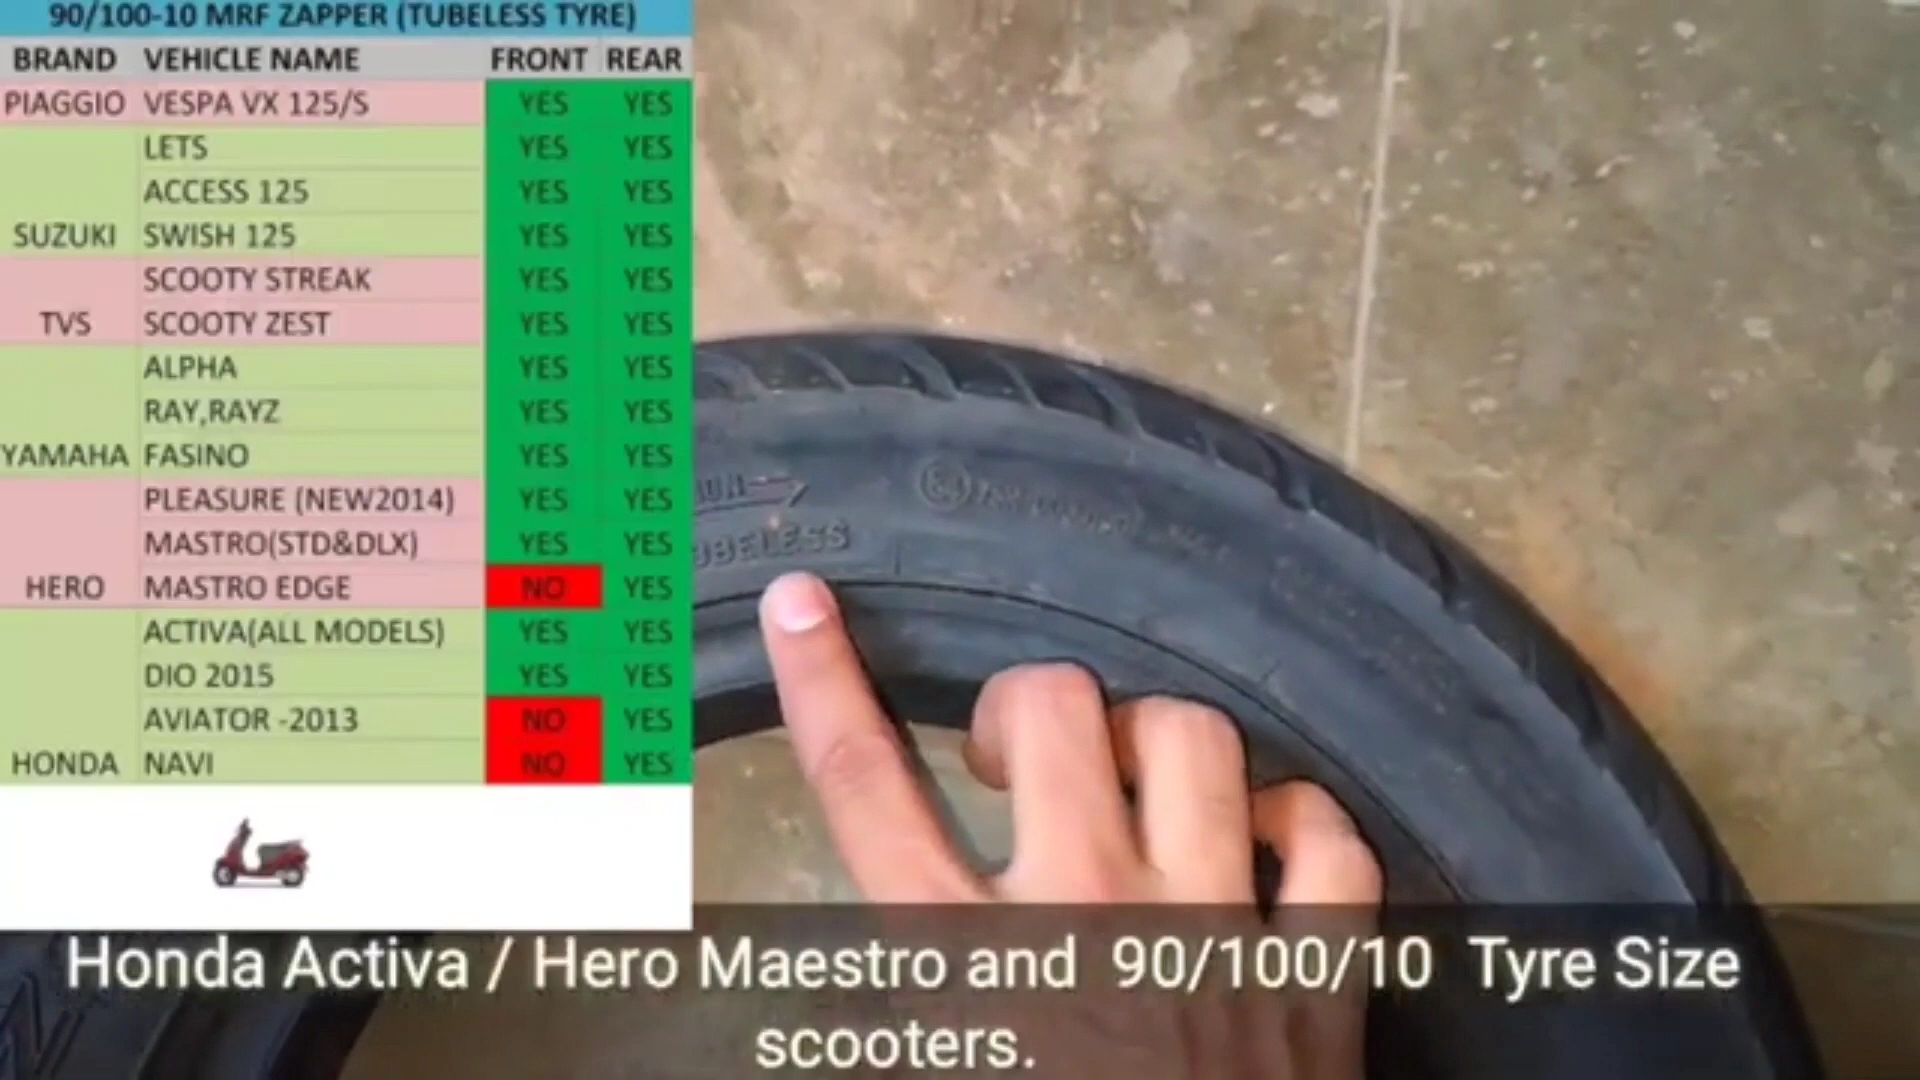 90/100-10 MRF ZAPPER (TUBELESS TYRE)
BRAND VEHICLE NAME FRONT REAR
PIAGGIO VESPA VX 125/S YES YES
LETS YES YES
ACCESS 125 YES YES
SUZUKI SWISH 125 YES YES
SCOOTY STREAK YES YES
TVS SCOOTY ZEST YES YES
ALPHA YES YES
RAY,RAYZ YES YES
YAMAHA FASINO YES YES
PLEASURE (NEW2014) YES YES
MASTRO(STD&DLX) YES YES
HERO MASTRO EDGE NO YES
ACTIVA(ALL MODELS) YES YES
DIO 2015 YES YES
AVIATOR -2013 NO YES
HONDA NAVI NO YES
UBELESS
Honda Activa / Hero Maestro and 90/100/10 Tyre Size
scooters.